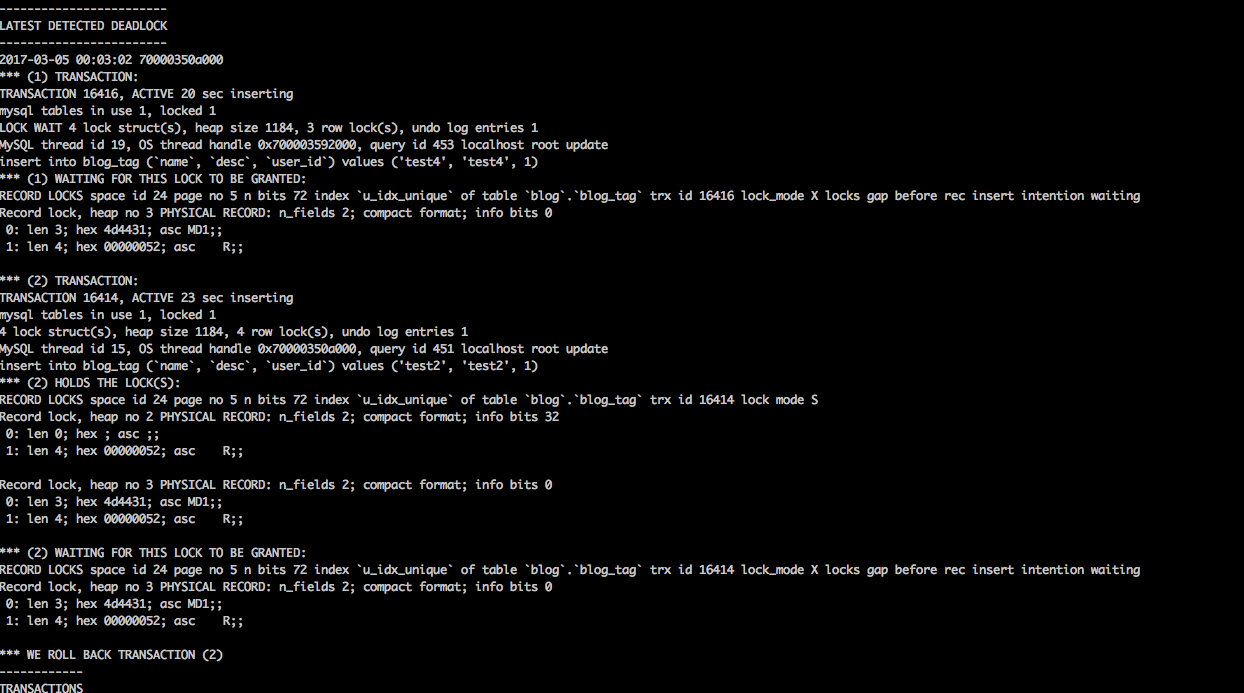 ------------------------
LATEST DETECTED DEADLOCK
------------------------
2017-03-05 00:03:02 70000350a000
*** (1) TRANSACTION:
TRANSACTION 16416, ACTIVE 20 sec inserting
mysql tables in use 1, locked 1
LOCK WAIT 4 lock struct(s), heap size 1184, 3 row lock(s), undo log entries 1
MySQL thread id 19, OS thread handle 0x700003592000, query id 453 localhost root update
insert into blog_tag (`name`, `desc`, `user_id`) values ('test4', 'test4', 1)
*** (1) WAITING FOR THIS LOCK TO BE GRANTED:
RECORD LOCKS space id 24 page no 5 n bits 72 index `u_idx_unique` of table `blog`.`blog_tag` trx id 16416 lock_mode X locks gap before rec insert intention waiting
Record lock, heap no 3 PHYSICAL RECORD: n_fields 2; compact format; info bits 0
 0: len 3; hex 4d4431; asc MD1;;
 1: len 4; hex 00000052; asc    R;;

*** (2) TRANSACTION:
TRANSACTION 16414, ACTIVE 23 sec inserting
mysql tables in use 1, locked 1
4 lock struct(s), heap size 1184, 4 row lock(s), undo log entries 1
MySQL thread id 15, OS thread handle 0x70000350a000, query id 451 localhost root update
insert into blog_tag (`name`, `desc`, `user_id`) values ('test2', 'test2', 1)
*** (2) HOLDS THE LOCK(S):
RECORD LOCKS space id 24 page no 5 n bits 72 index `u_idx_unique` of table `blog`.`blog_tag` trx id 16414 lock mode S
Record lock, heap no 2 PHYSICAL RECORD: n_fields 2; compact format; info bits 32
 0: len 0; hex ; asc ;;
 1: len 4; hex 00000052; asc    R;;

Record lock, heap no 3 PHYSICAL RECORD: n_fields 2; compact format; info bits 0
 0: len 3; hex 4d4431; asc MD1;;
 1: len 4; hex 00000052; asc    R;;

*** (2) WAITING FOR THIS LOCK TO BE GRANTED:
RECORD LOCKS space id 24 page no 5 n bits 72 index `u_idx_unique` of table `blog`.`blog_tag` trx id 16414 lock_mode X locks gap before rec insert intention waiting
Record lock, heap no 3 PHYSICAL RECORD: n_fields 2; compact format; info bits 0
 0: len 3; hex 4d4431; asc MD1;;
 1: len 4; hex 00000052; asc    R;;

*** WE ROLL BACK TRANSACTION (2)
------------
TRANSACTIONS